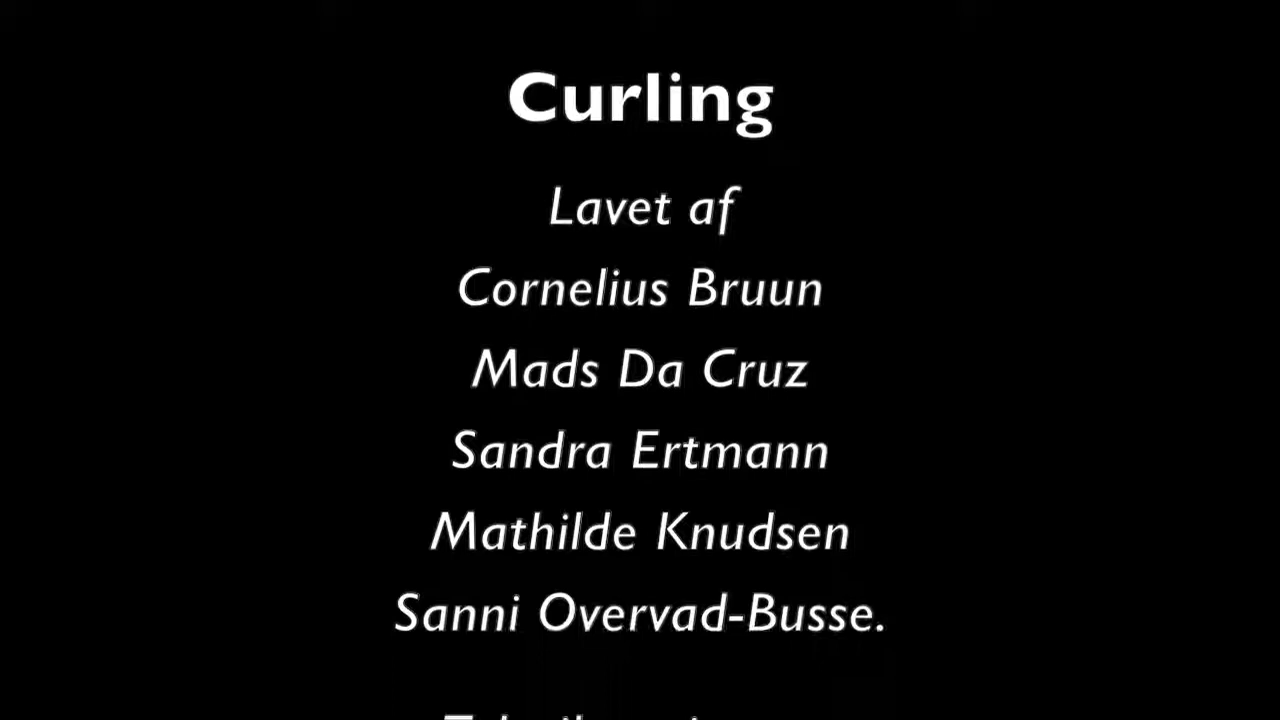 Curling
Lavet af
Cornelius Bruun
Mads Da Cruz
Sandra Ertmann
Mathilde Knudsen
Sanni Overvad-Busse.